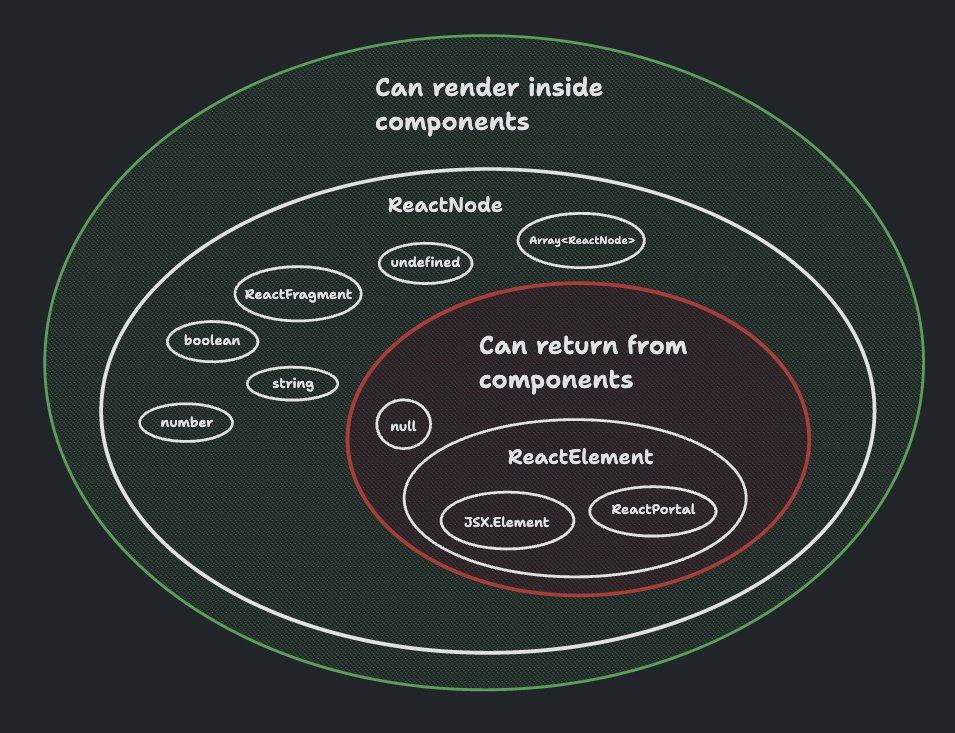 Can render inside
components
ReactNode
Array<ReactNode>
undefined
ReactFragment
boolean
string
number
Can return from
components
null
ReactElement
JSX.Element
ReactPortal